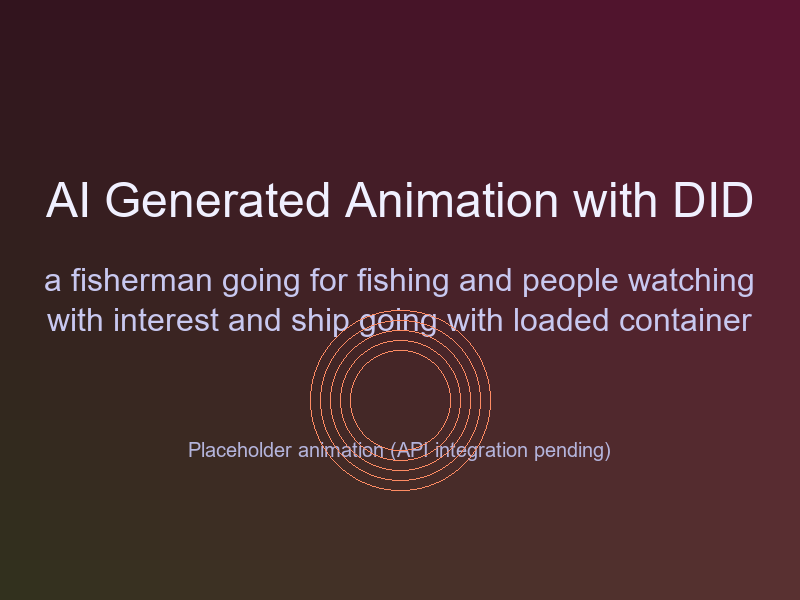 AI Generated Animation with DID
a fisherman going for fishing and people watching
with interest and ship going with loaded container
Placeholder animation (API integration pending)